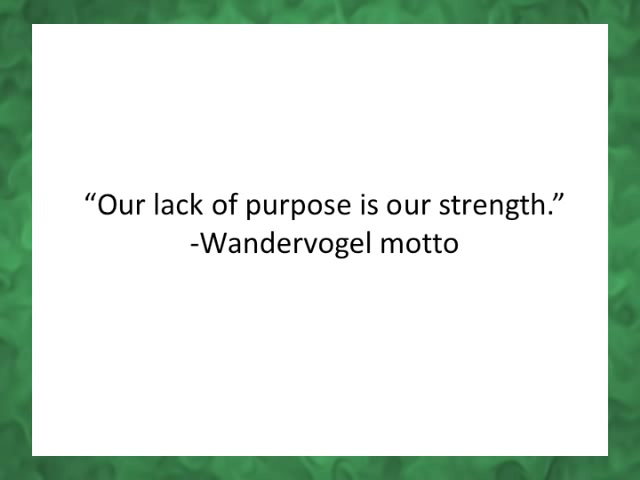 “Our lack of purpose is our strength.”
-Wandervogel motto